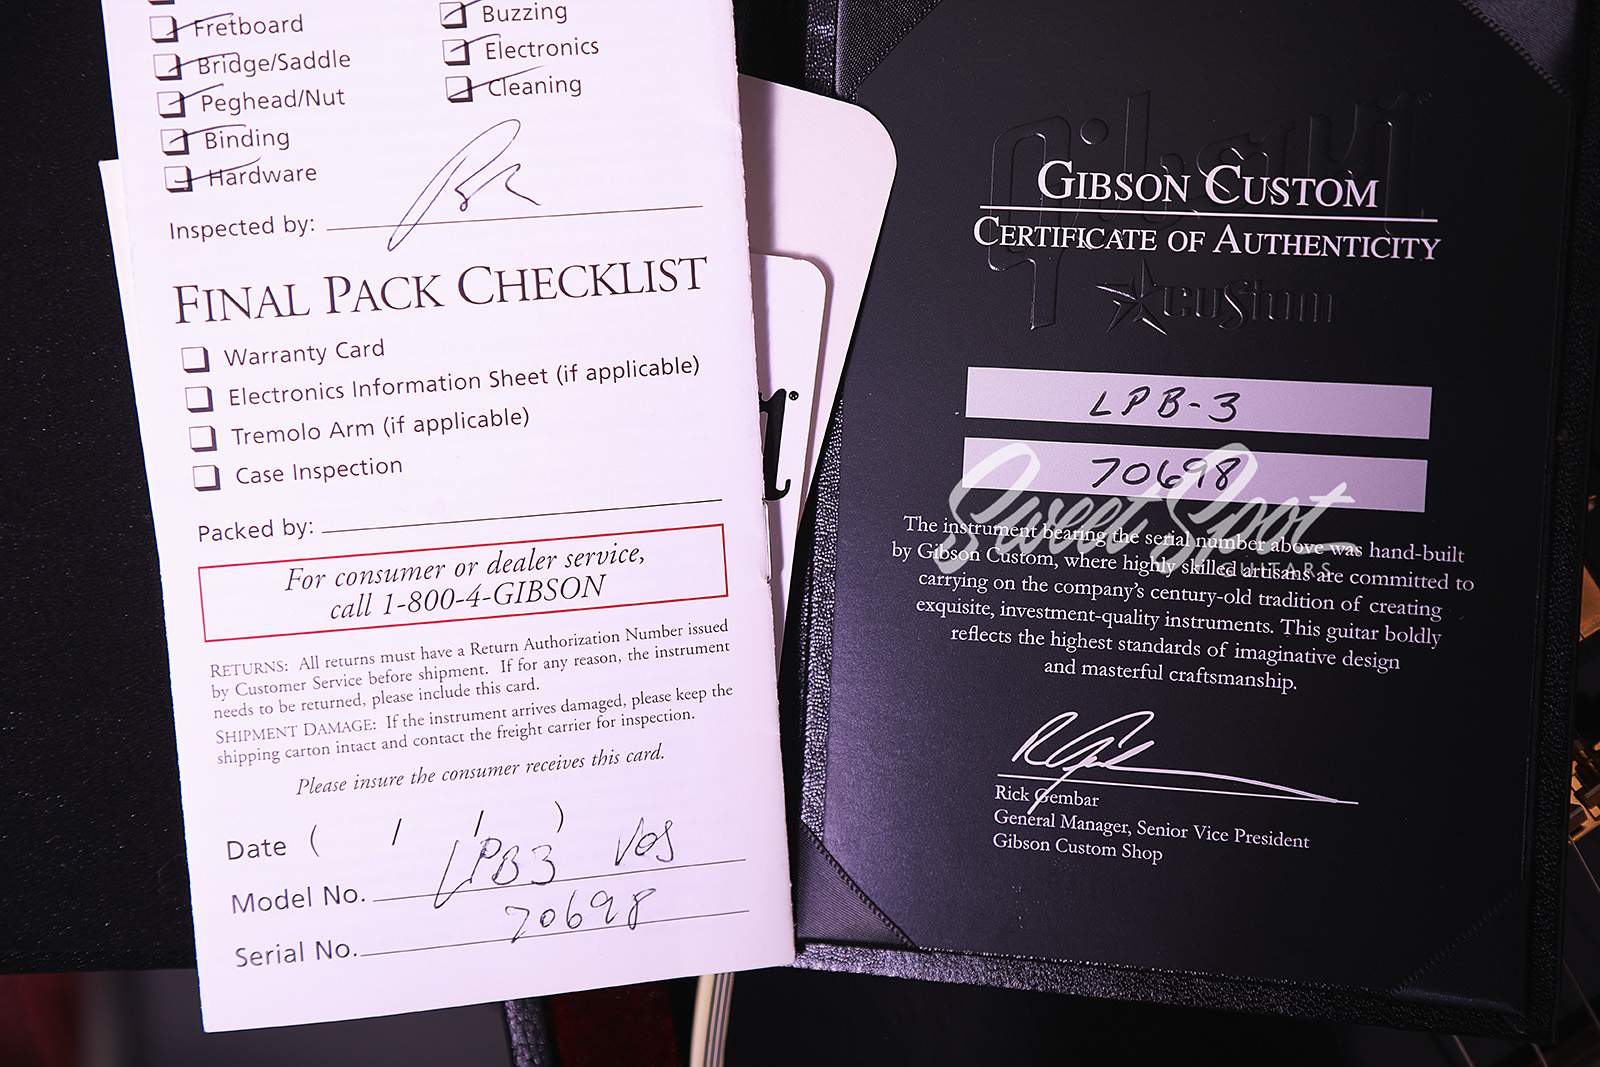 Fretboard
Bridge/Saddle
Peghead/Nut
Binding
Hardware
Buzzing
Electronics
Cleaning
Inspected by:
FINAL PACK CHECKLIST
Warranty Card
Electronics Information Sheet (if applicable)
Tremolo Arm (if applicable)
Case Inspection
Packed by:
For consumer or dealer service,
call 1-800-4-GIBSON
RETURNS: All returns must have a Return Authorization Number issued
by Customer Service before shipment. If for any reason, the instrument
needs to be returned, please include this card.
SHIPMENT DAMAGE: If the instrument arrives damaged, please keep the
shipping carton intact and contact the freight carrier for inspection.
Please insure the consumer receives this card.
Date ( / / )
Model No. LPB3 VOS
Serial No. 70698
Gibson
GIBSON CUSTOM
CERTIFICATE OF AUTHENTICITY
custom
LPB-3
70698
Sweet Spot
GUITARS
The instrument bearing the serial number above was hand-built
by Gibson Custom, where highly skilled artisans are committed to
carrying on the company's century-old tradition of creating
exquisite, investment-quality instruments. This guitar boldly
reflects the highest standards of imaginative design
and masterful craftsmanship.
Rick Gembar
General Manager, Senior Vice President
Gibson Custom Shop